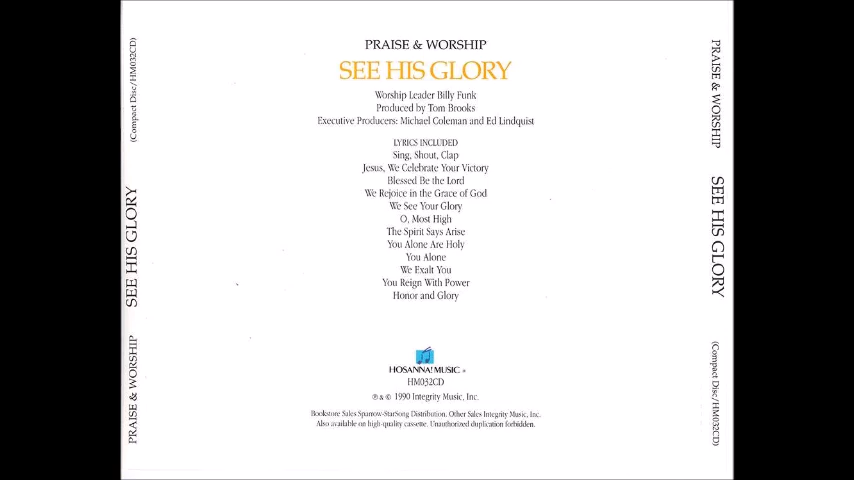 (Compact Disc/HM032CD)
SEE HIS GLORY
PRAISE & WORSHIP
PRAISE & WORSHIP
SEE HIS GLORY
Worship Leader Billy Funk
Produced by Tom Brooks
Executive Producers: Michael Coleman and Ed Lindquist
LYRICS INCLUDED
Sing, Shout, Clap
Jesus, We Celebrate Your Victory
Blessed Be the Lord
We Rejoice in the Grace of God
We See Your Glory
O, Most High
The Spirit Says Arise
You Alone Are Holy
You Alone
We Exalt You
You Reign With Power
Honor and Glory
HOSANNA! MUSIC ®
HM032CD
℗ & © 1990 Integrity Music, Inc.
Bookstore Sales Sparrow-StarSong Distribution. Other Sales Integrity Music, Inc.
Also available on high-quality cassette. Unauthorized duplication forbidden.
PRAISE & WORSHIP
SEE HIS GLORY
(Compact Disc/HM032CD)